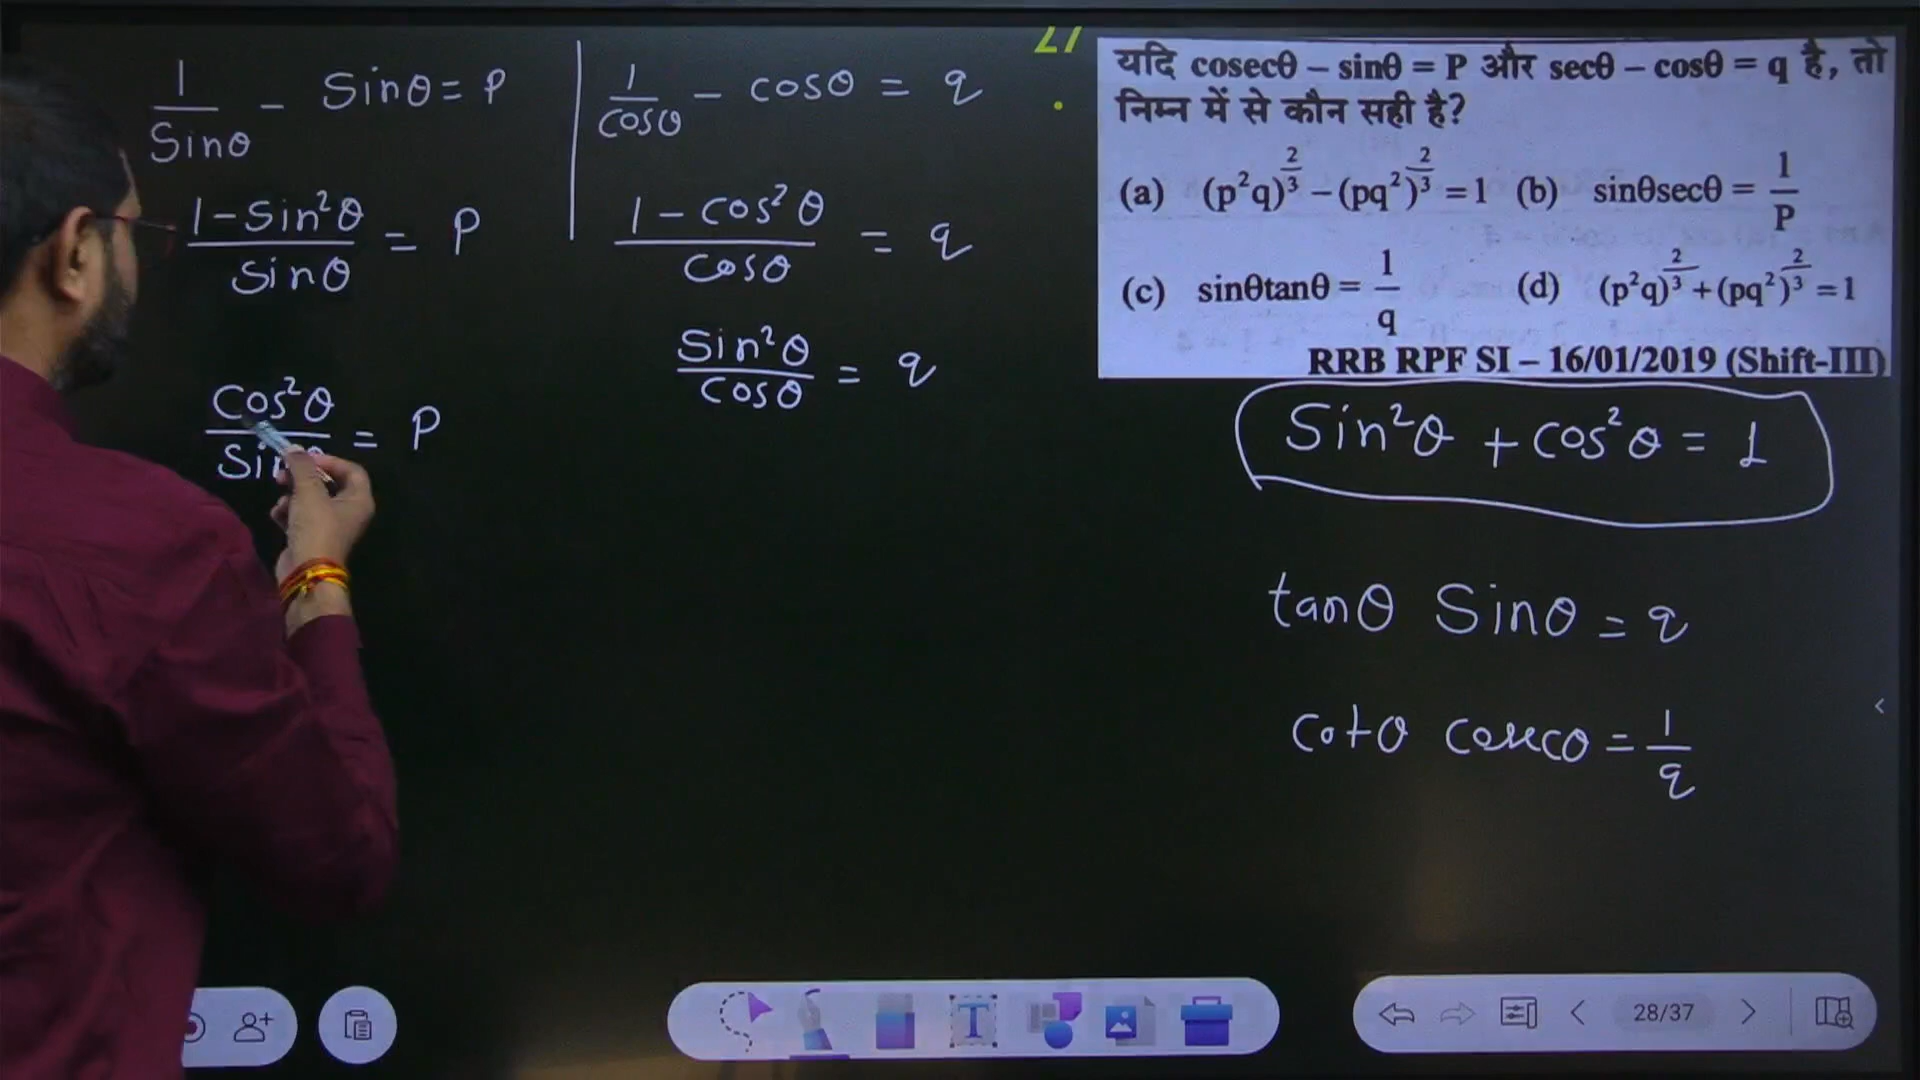 27.
यदि cosecθ – sinθ = P और secθ – cosθ = q है, तो
निम्न में से कौन सही है?
(a) (p²q)^(2/3) – (pq²)^(2/3) = 1 (b) sinθsecθ = 1/P
(c) sinθtanθ = 1/q (d) (p²q)^(2/3) + (pq²)^(2/3) = 1
RRB RPF SI – 16/01/2019 (Shift-III)
1/Sinθ – Sinθ = P
1-Sin²θ/Sinθ = P
Cos²θ/Sinθ = P
1/Cosθ – cosθ = q
1 - Cos²θ/Cosθ = q
Sin²θ/Cosθ = q
Sin²θ + Cos²θ = 1
tanθ Sinθ = q
Cotθ Cosecθ = 1/q
T
28/37